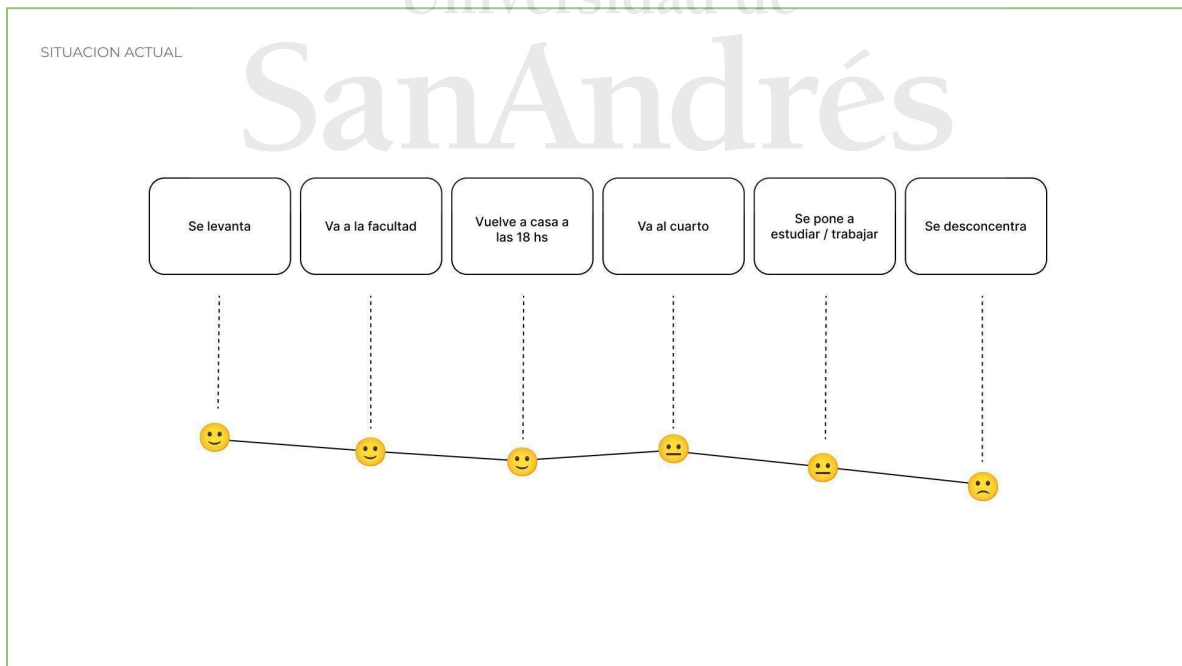 Universidad de
SanAndrés
SITUACION ACTUAL
Se levanta
Va a la facultad
Vuelve a casa a
las 18 hs
Va al cuarto
Se pone a
estudiar / trabajar
Se desconcentra